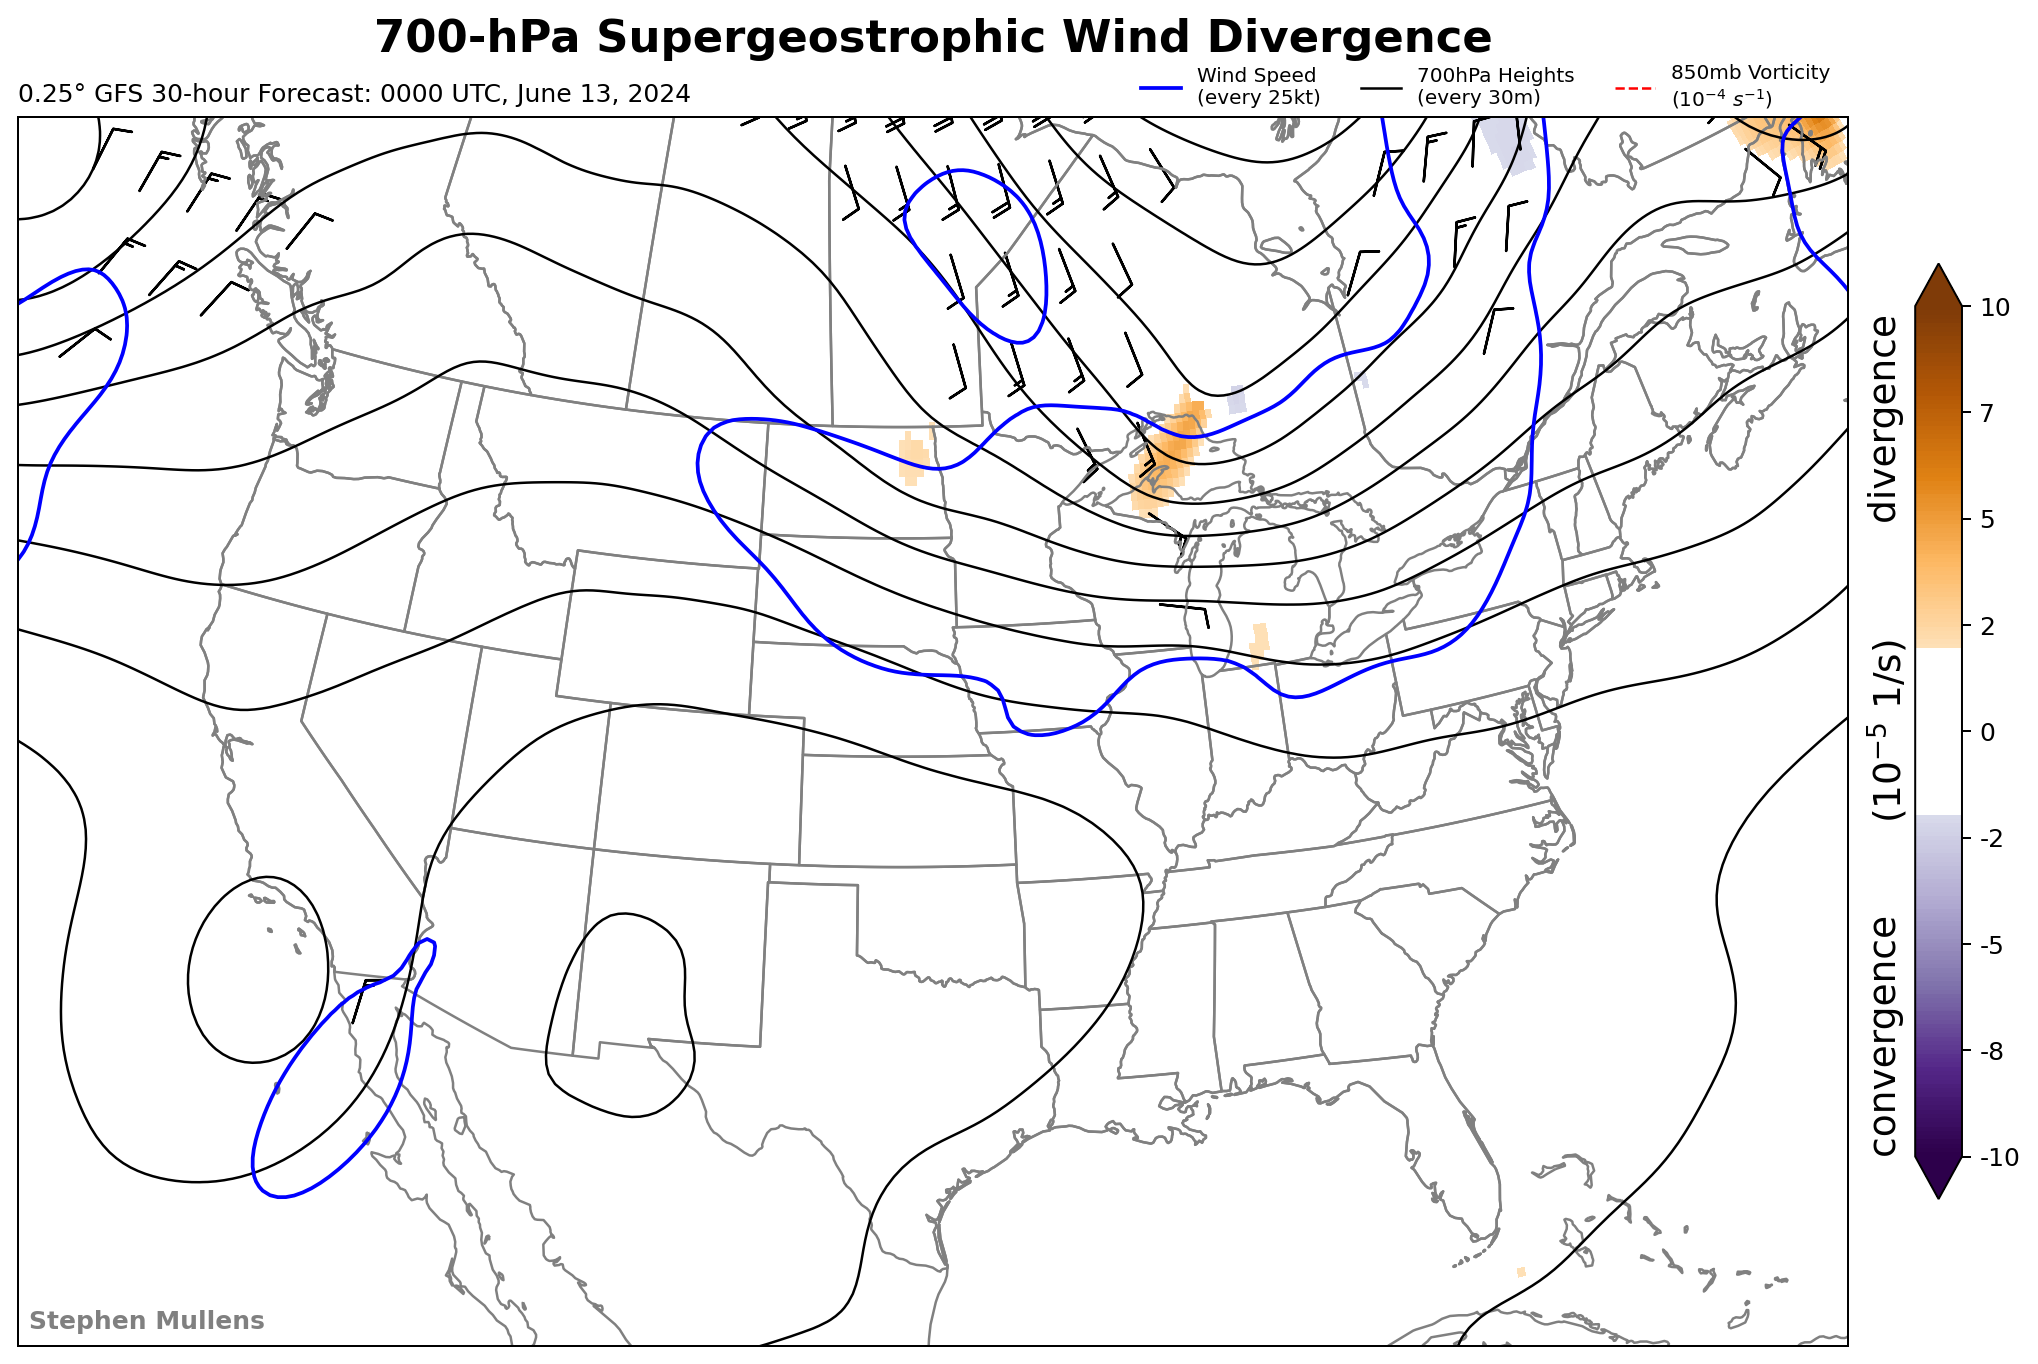 700-hPa Supergeostrophic Wind Divergence
0.25° GFS 30-hour Forecast: 0000 UTC, June 13, 2024
Wind Speed
(every 25kt)
700hPa Heights
(every 30m)
850mb Vorticity
(10⁻⁴ s⁻¹)
10
7
5
2
0
-2
-5
-8
-10
convergence (10⁻⁵ 1/s) divergence
Stephen Mullens